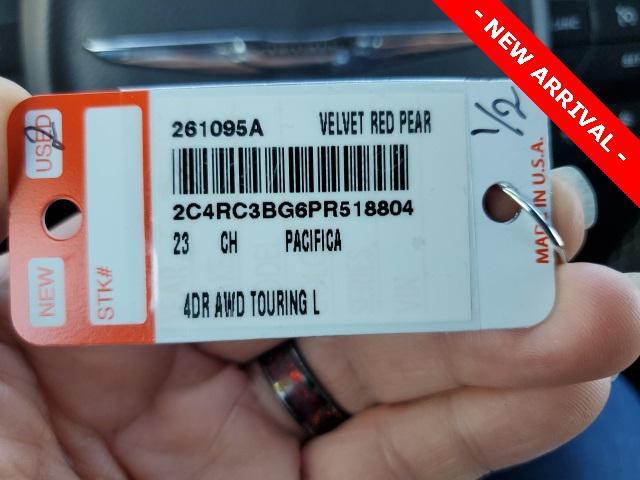 - NEW ARRIVAL -
USED
2
NEW
STK#
261095A VELVET RED PEAR
2C4RC3BG6PR518804
23 CH PACIFICA
4DR AWD TOURING L
1/2
MADE IN U.S.A.